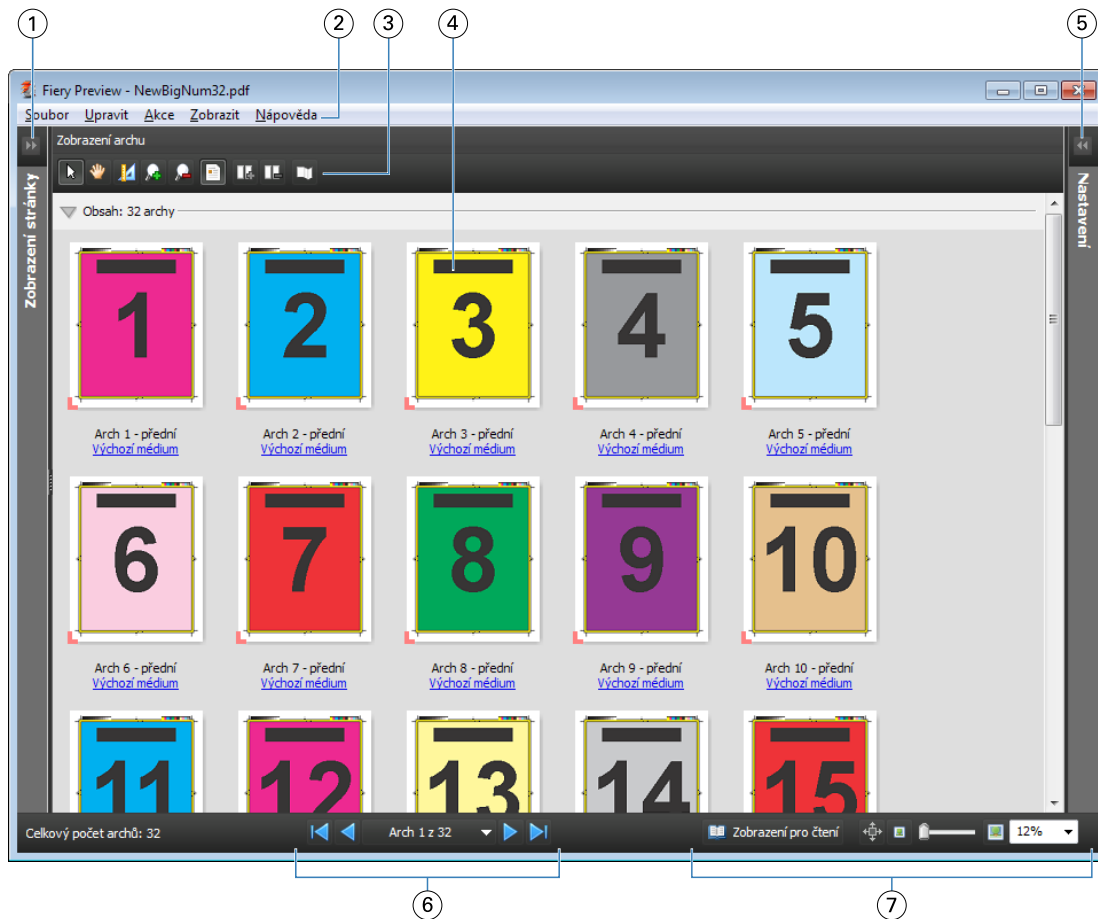 1 2 3 4 5
Fiery Preview - NewBigNum32.pdf
Soubor Upravit Akce Zobrazit Nápověda
Zobrazení archu
Zobrazení stránky
Nastavení
Obsah: 32 archy
1 2 3 4 5
Arch 1 - přední Arch 2 - přední Arch 3 - přední Arch 4 - přední Arch 5 - přední
Výchozí médium Výchozí médium Výchozí médium Výchozí médium Výchozí médium
6 7 8 9 10
Arch 6 - přední Arch 7 - přední Arch 8 - přední Arch 9 - přední Arch 10 - přední
Výchozí médium Výchozí médium Výchozí médium Výchozí médium Výchozí médium
11 12 13 14 15
Celkový počet archů: 32 Arch 1 z 32 Zobrazení pro čtení 12%
6 7